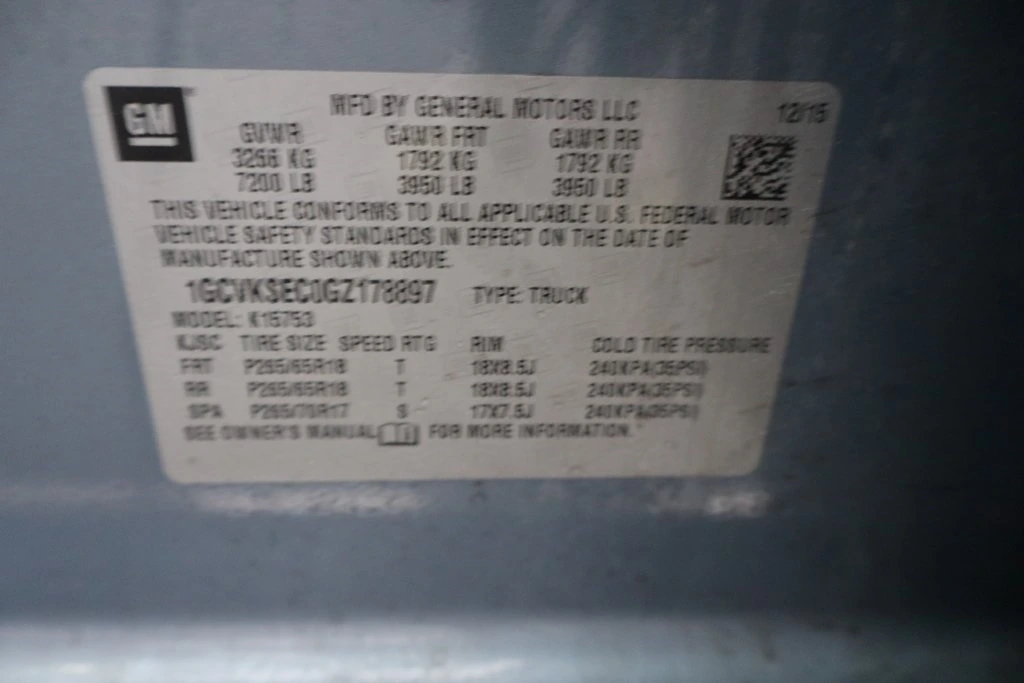 GM
MFD BY GENERAL MOTORS LLC 12/15
GVWR GAWR FRT GAWR RR
3266 KG 1792 KG 1792 KG
7200 LB 3950 LB 3950 LB
THIS VEHICLE CONFORMS TO ALL APPLICABLE U.S. FEDERAL MOTOR
VEHICLE SAFETY STANDARDS IN EFFECT ON THE DATE OF
MANUFACTURE SHOWN ABOVE.
1GCVKSEC0GZ178897 TYPE: TRUCK
MODEL: K15753
TIRE SIZE SPEED RTG RIM COLD TIRE PRESSURE
FRT P265/65R18 T 18X8.5J 240KPA(35PSI)
RR P265/65R18 T 18X8.5J 240KPA(35PSI)
SPA P265/70R17 S 17X7.5J 240KPA(35PSI)
SEE OWNER'S MANUAL FOR MORE INFORMATION.